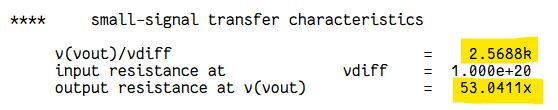 **** small-signal transfer characteristics
v(vout)/vdiff = 2.5688k
input resistance at vdiff = 1.000e+20
output resistance at v(vout) = 53.0411x